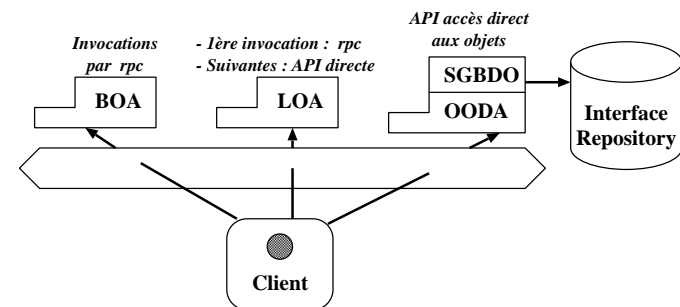 API accès direct
aux objets
Invocations
par rpc
- 1ère invocation : rpc
- Suivantes : API directe
SGBDO
BOA
LOA
OODA
Interface
Repository
Client